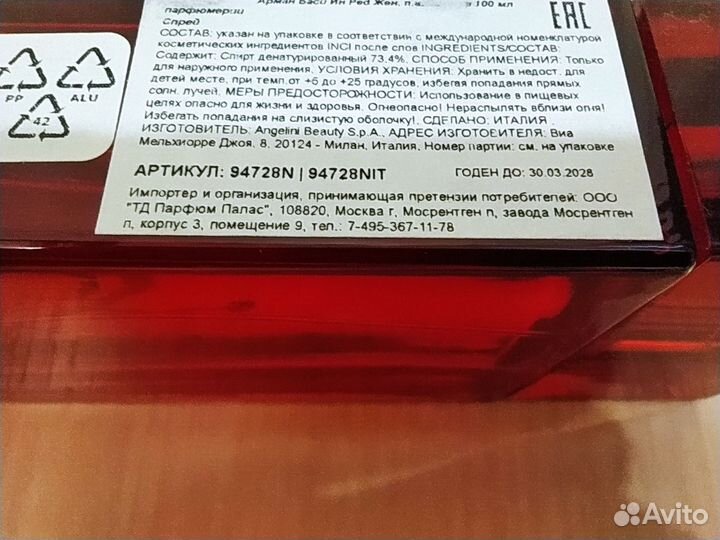 Арман Баси Ин Ред Жен. 100 мл
парфюмерии
Спрей
EAC
СОСТАВ: указан на упаковке в соответствии с международной номенклатурой
косметических ингредиентов INCI после слов INGREDIENTS/СОСТАВ:
Содержит: Спирт денатурированный 73,4%. СПОСОБ ПРИМЕНЕНИЯ: Только
для наружного применения. УСЛОВИЯ ХРАНЕНИЯ: Хранить в недост. для
детей месте, при темп.от +5 до +25 градусов, избегая попадания прямых
солн. лучей. МЕРЫ ПРЕДОСТОРОЖНОСТИ: Использование в пищевых
целях опасно для жизни и здоровья. Огнеопасно! Нераспылять вблизи огня!
Избегать попадания на слизистую оболочку!. СДЕЛАНО: ИТАЛИЯ .
ИЗГОТОВИТЕЛЬ: Angelini Beauty S.p.A., АДРЕС ИЗГОТОЕИТЕЛЯ: Виа
Мельхиорре Джоя, 8, 20124 - Милан, Италия, Номер партии: см. на упаковке
PP ALU
42
АРТИКУЛ: 94728N | 94728NIT ГОДЕН ДО: 30.03.2028
Импортер и организация, принимающая претензии потребителей: ООО
"ТД Парфюм Палас", 108820, Москва г, Мосрентген п, завода Мосрентген
п, корпус 3, помещение 9, тел.: 7-495-367-11-78
Avito